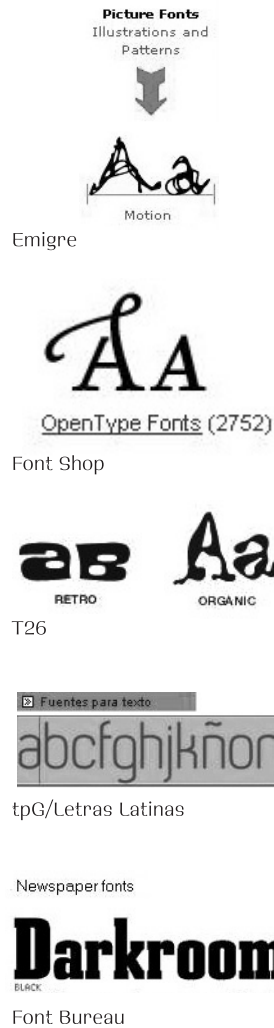 Picture Fonts
Illustrations and
Patterns
Aa
Motion
Emigre
AA
OpenType Fonts (2752)
Font Shop
aB Aa
RETRO ORGANIC
T26
Fuentes para texto
abcfghjkñor
tpG/Letras Latinas
Newspaper fonts
Darkroom
BLACK
Font Bureau